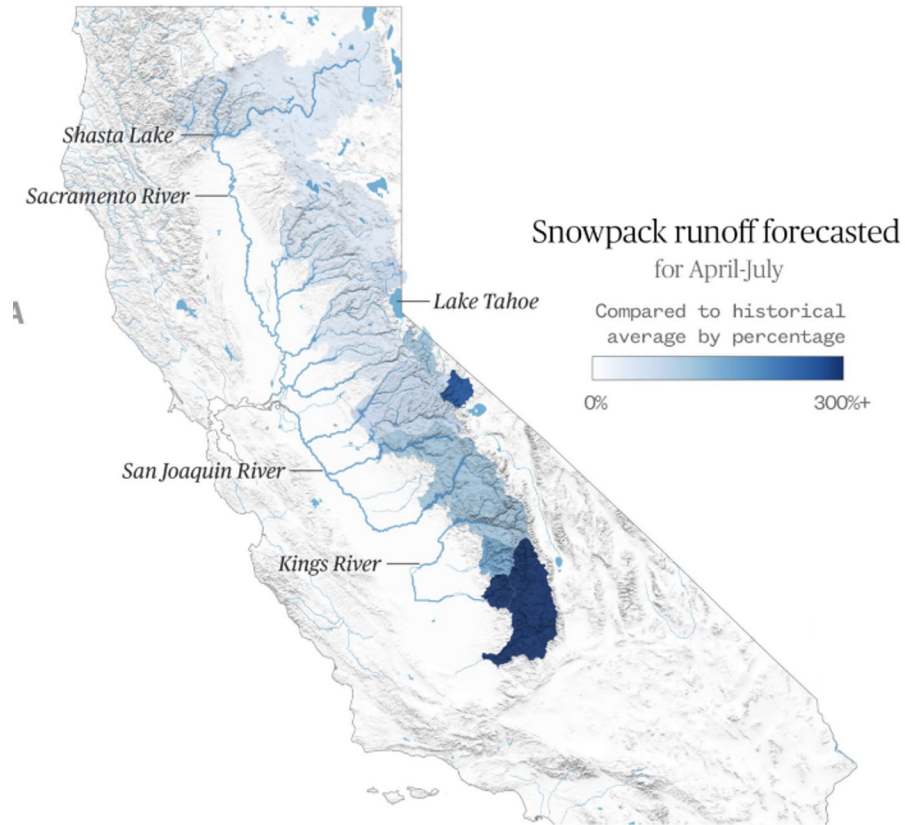 Shasta Lake
Sacramento River
Snowpack runoff forecasted
for April-July
Compared to historical
average by percentage
0% 300%+
Lake Tahoe
A
San Joaquin River
Kings River